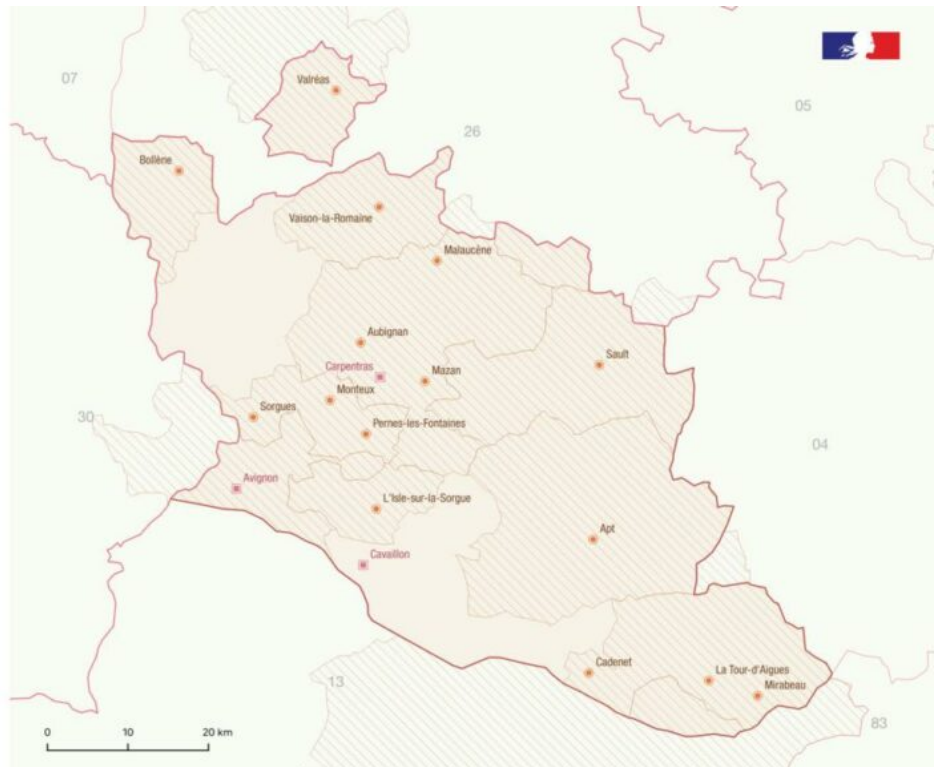 07
Valréas
05
26
Bollène
Vaison-la-Romaine
Malaucène
Aubignan
Sault
Carpentras
Mazan
Monteux
Sorgues
30
Pernes-les-Fontaines
04
Avignon
L'Isle-sur-la-Sorgue
Apt
Cavaillon
Cadenet
La Tour-d'Aigues
13
Mirabeau
83
0 10 20 km